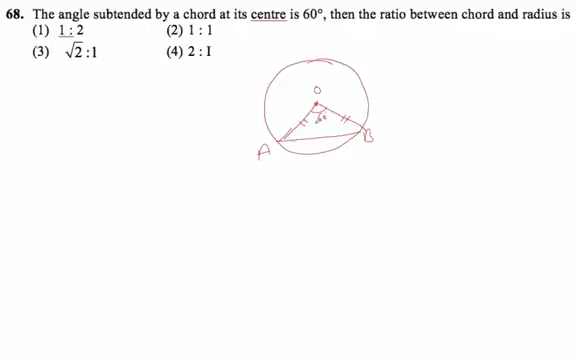 68. The angle subtended by a chord at its centre is 60°, then the ratio between chord and radius is
(1) 1 : 2 (2) 1 : 1
(3) √2 : 1 (4) 2 : I
O
60
A B